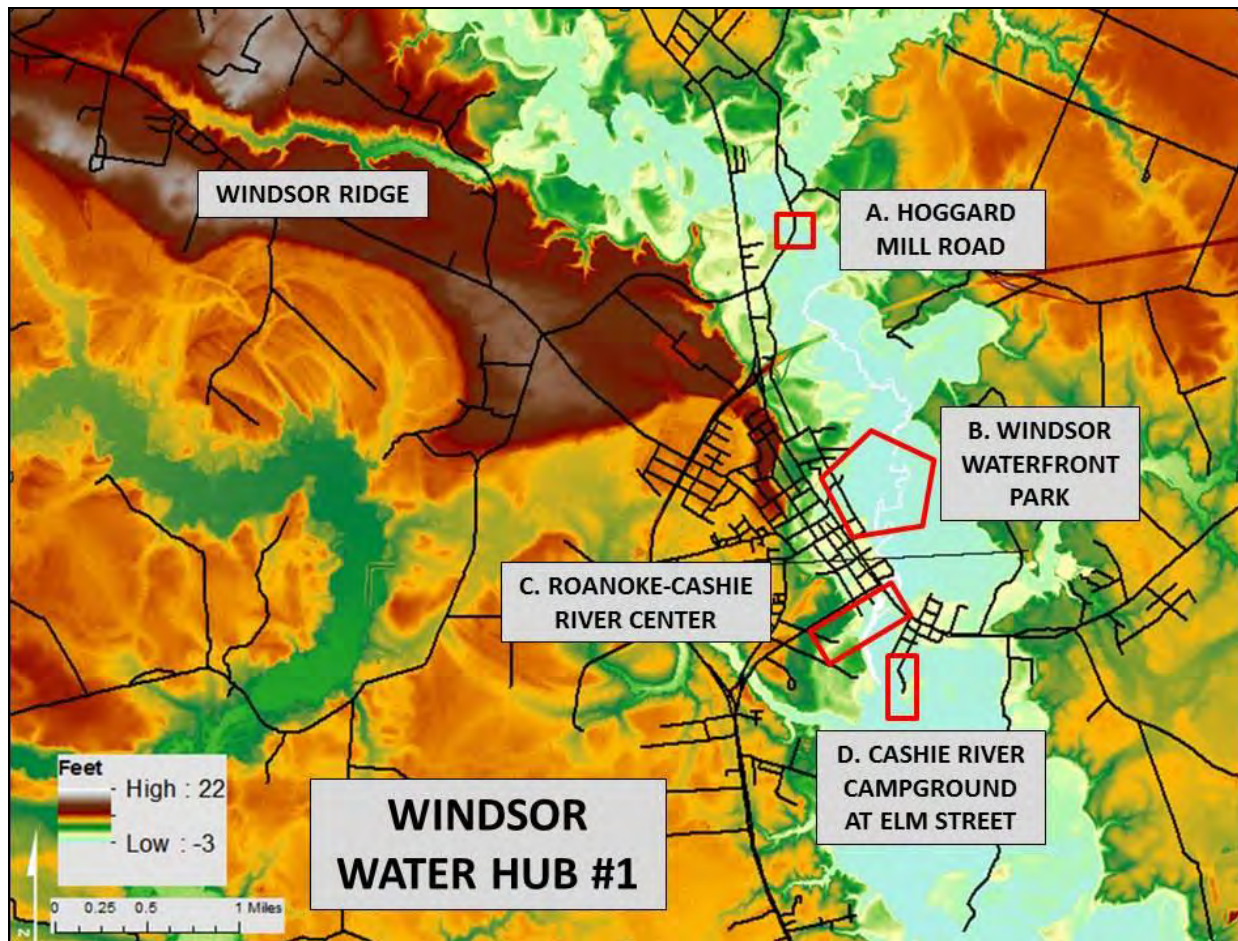 WINDSOR RIDGE
A. HOGGARD
MILL ROAD
B. WINDSOR
WATERFRONT
PARK
C. ROANOKE-CASHIE
RIVER CENTER
D. CASHIE RIVER
CAMPGROUND
AT ELM STREET
WINDSOR
WATER HUB #1
Feet
High : 22
Low : -3
0 0.25 0.5 1 Miles
N